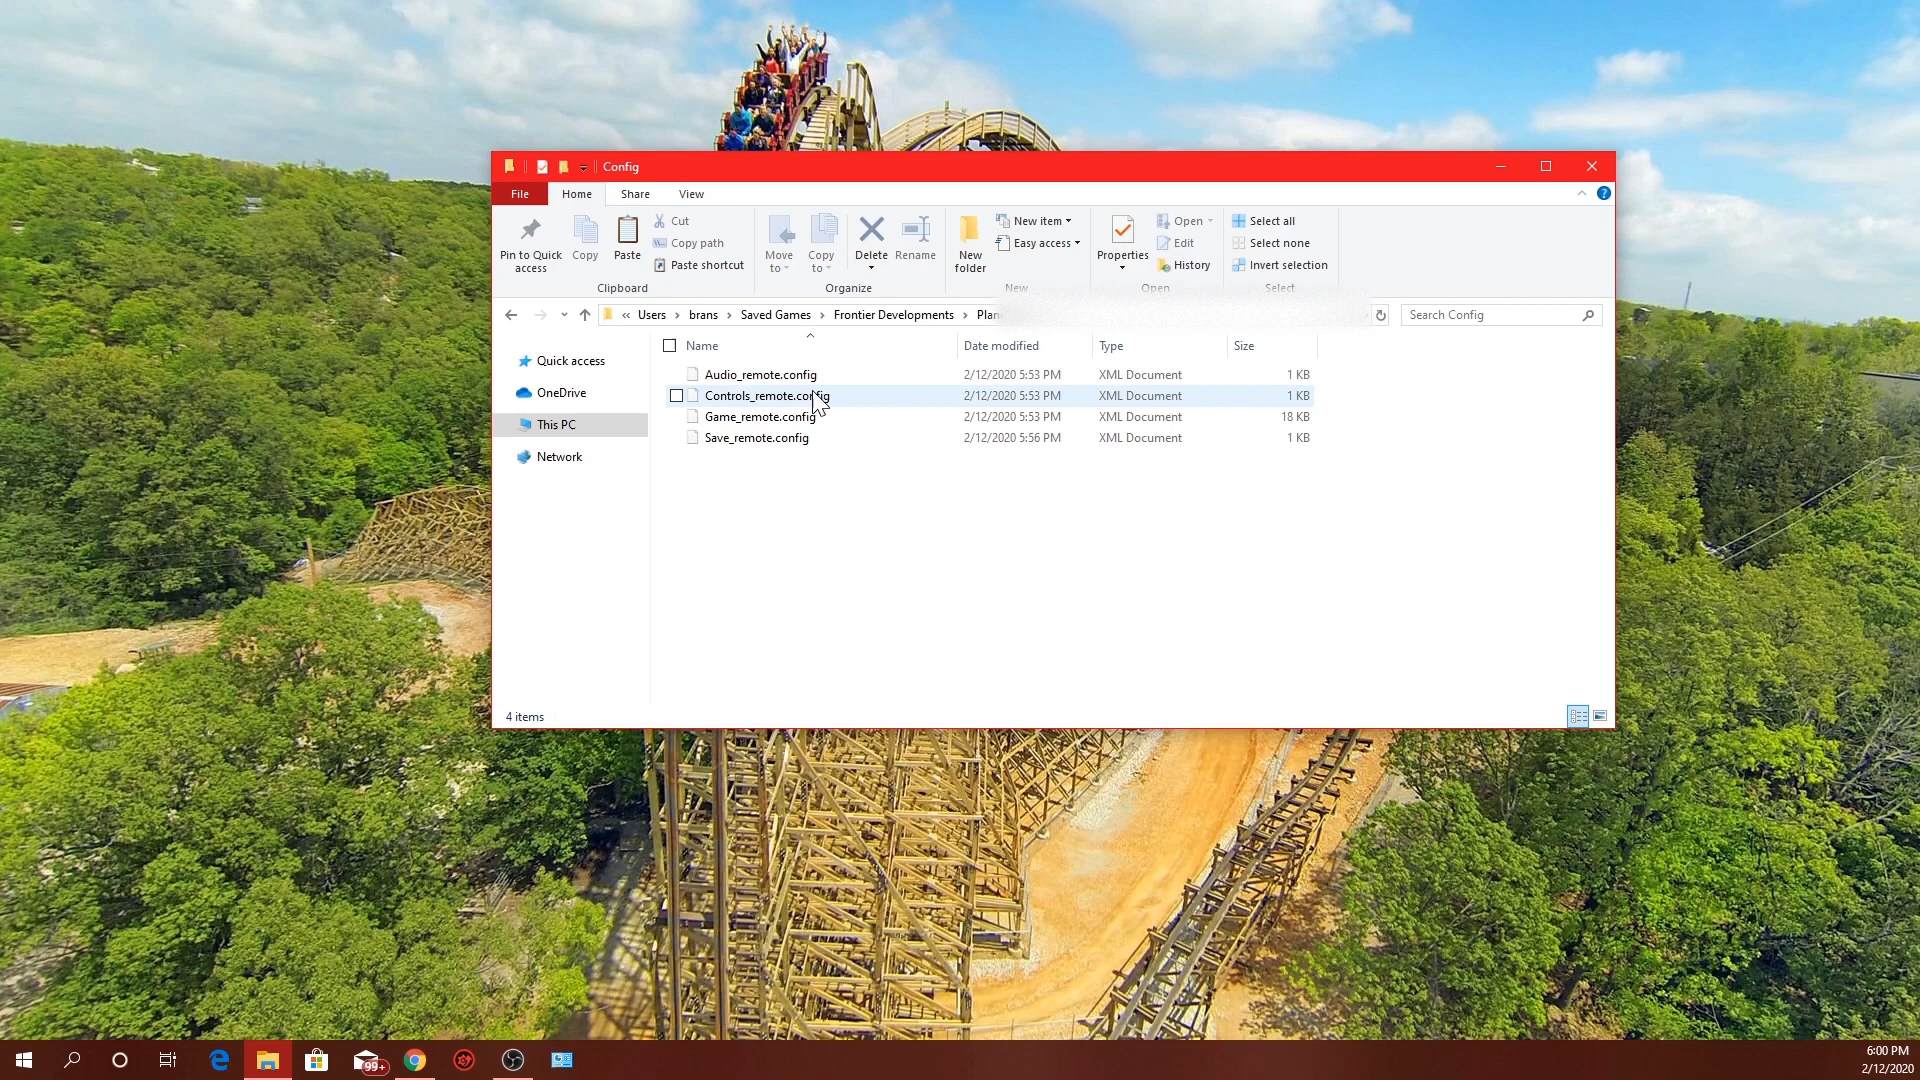 Config
File Home Share View
Pin to Quick access
Copy
Paste
Cut
Copy path
Paste shortcut
Clipboard
Move to
Copy to
Delete
Rename
Organize
New folder
New item
Easy access
New
Properties
Open
Edit
History
Open
Select all
Select none
Invert selection
Select
« Users > brans > Saved Games > Frontier Developments > Plan
Search Config
Quick access
OneDrive
This PC
Network
Name Date modified Type Size
Audio_remote.config 2/12/2020 5:53 PM XML Document 1 KB
Controls_remote.config 2/12/2020 5:53 PM XML Document 1 KB
Game_remote.config 2/12/2020 5:53 PM XML Document 18 KB
Save_remote.config 2/12/2020 5:56 PM XML Document 1 KB
4 items
99+
6:00 PM
2/12/2020